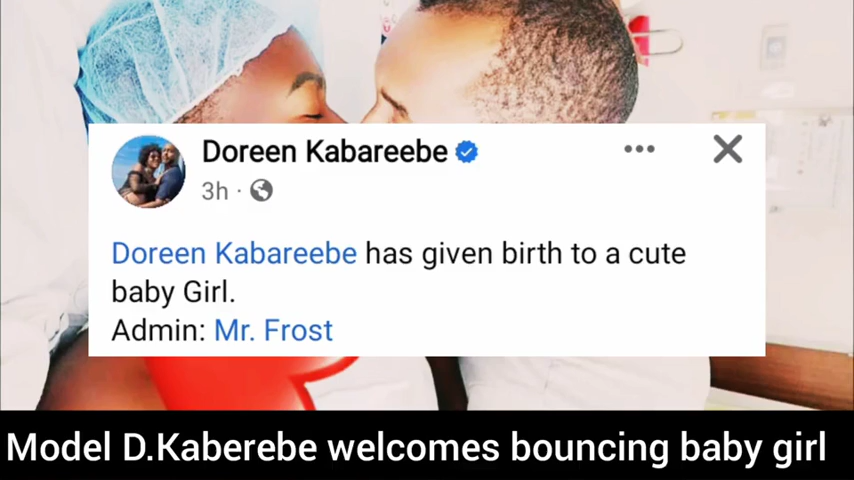 Doreen Kabareebe
3h ·
Doreen Kabareebe has given birth to a cute
baby Girl.
Admin: Mr. Frost
Model D.Kaberebe welcomes bouncing baby girl